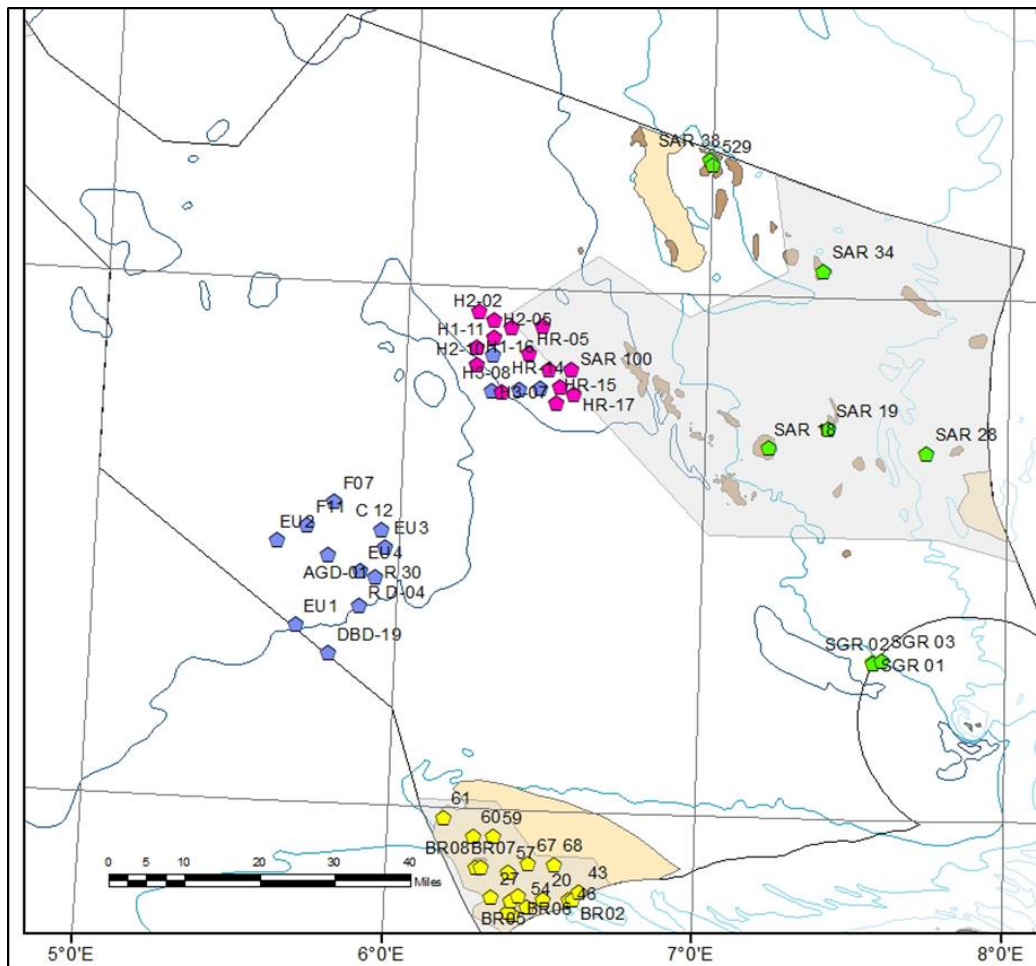 SAR 38
529
SAR 34
H2-02
H2-05
H1-11
HR-05
H2-10
H1-16
SAR 100
H3-08
HR-14
H3-07
HR-15
HR-17
SAR 19
SAR 18
SAR 28
F07
F11
C 12
EU2
EU3
EU4
AGD-01
R 30
RD-04
EU1
DBD-19
SGR 02
SGR 03
SGR 01
61
60
59
BR08
BR07
57
67
68
27
54
20
43
46
BR05
BR06
BR02
0 5 10 20 30 40
Miles
5°0'E 6°0'E 7°0'E 8°0'E